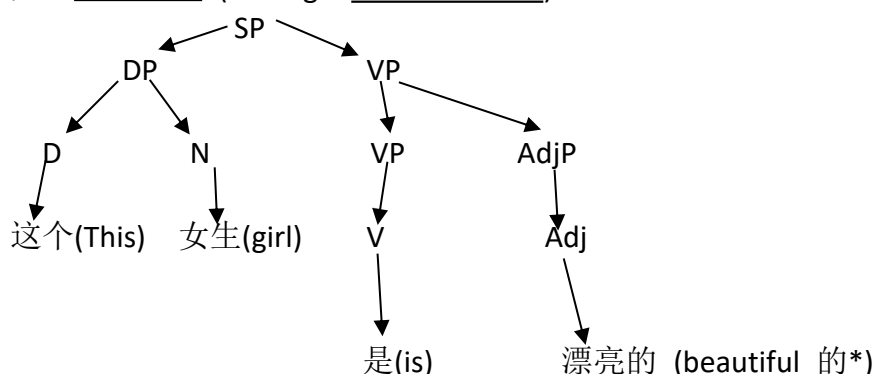 SP
DP VP
D N VP AdjP
这个(This) 女生(girl) V Adj
是(is) 漂亮的 (beautiful 的*)